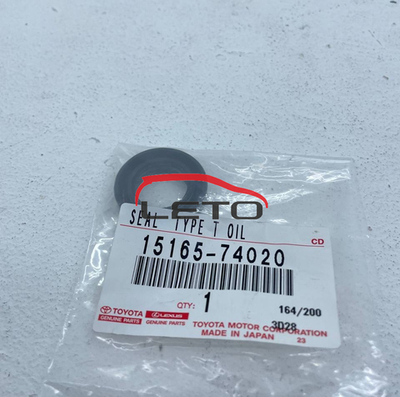 LETO
SEAL TYPE T OIL
CD
15165-74020
QTY: 1 164/200
TOYOTA GENUINE PARTS LEXUS GENUINE PARTS TOYOTA MOTOR CORPORATION 3D28
MADE IN JAPAN 23